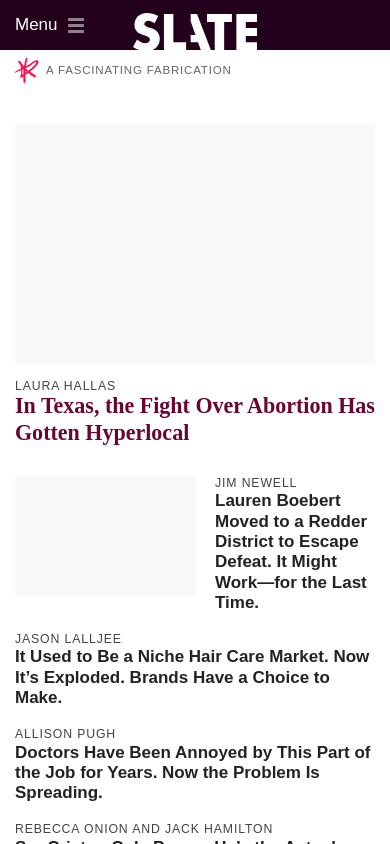 Menu
SLATE
A FASCINATING FABRICATION
LAURA HALLAS
In Texas, the Fight Over Abortion Has
Gotten Hyperlocal
JIM NEWELL
Lauren Boebert
Moved to a Redder
District to Escape
Defeat. It Might
Work—for the Last
Time.
JASON LALLJEE
It Used to Be a Niche Hair Care Market. Now
It’s Exploded. Brands Have a Choice to
Make.
ALLISON PUGH
Doctors Have Been Annoyed by This Part of
the Job for Years. Now the Problem Is
Spreading.
REBECCA ONION AND JACK HAMILTON